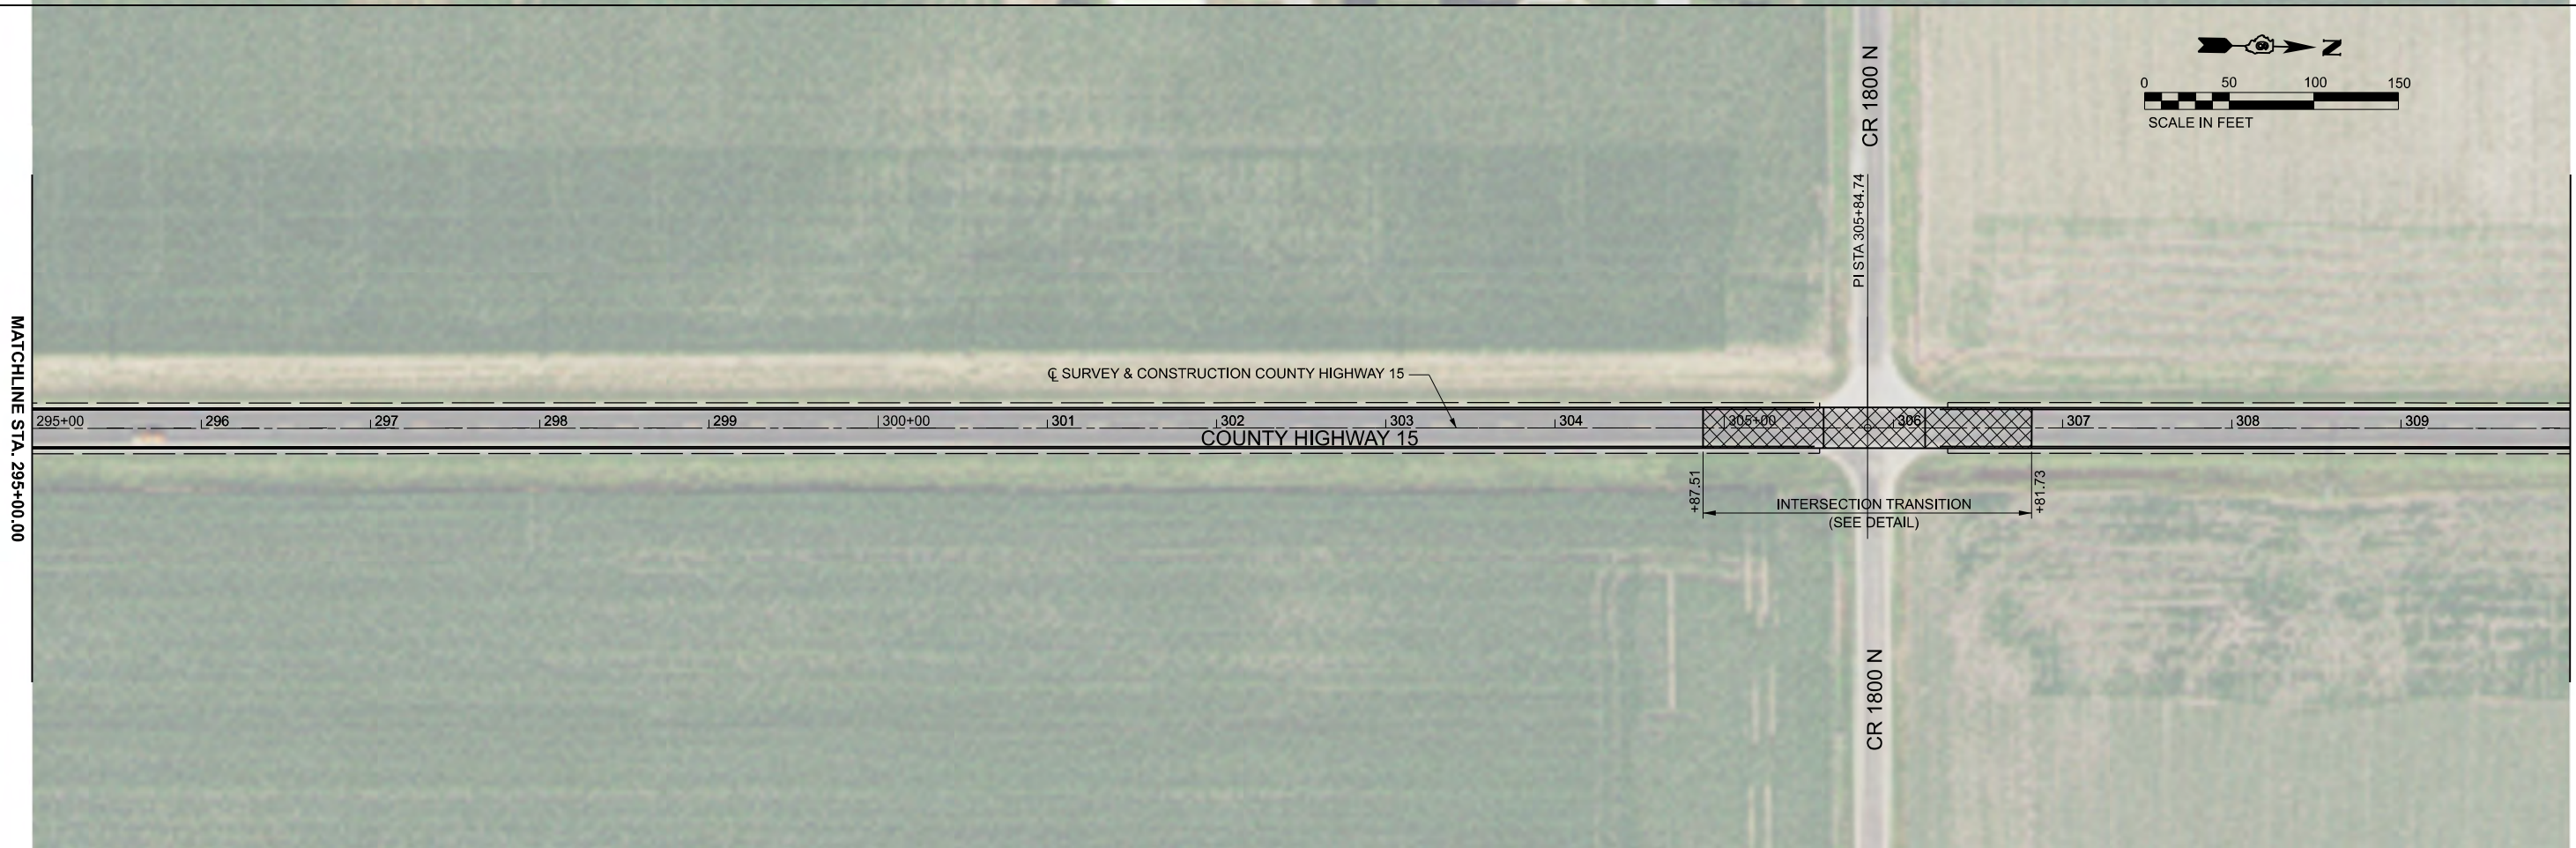 N
0 50 100 150
SCALE IN FEET
CR 1800 N
PI STA 305+84.74
MATCHLINE STA. 295+00.00
℄ SURVEY & CONSTRUCTION COUNTY HIGHWAY 15
295+00 296 297 298 299 300+00 301 302 303 304 305+00 306 307 308 309
COUNTY HIGHWAY 15
+87.51
+81.73
INTERSECTION TRANSITION
(SEE DETAIL)
CR 1800 N